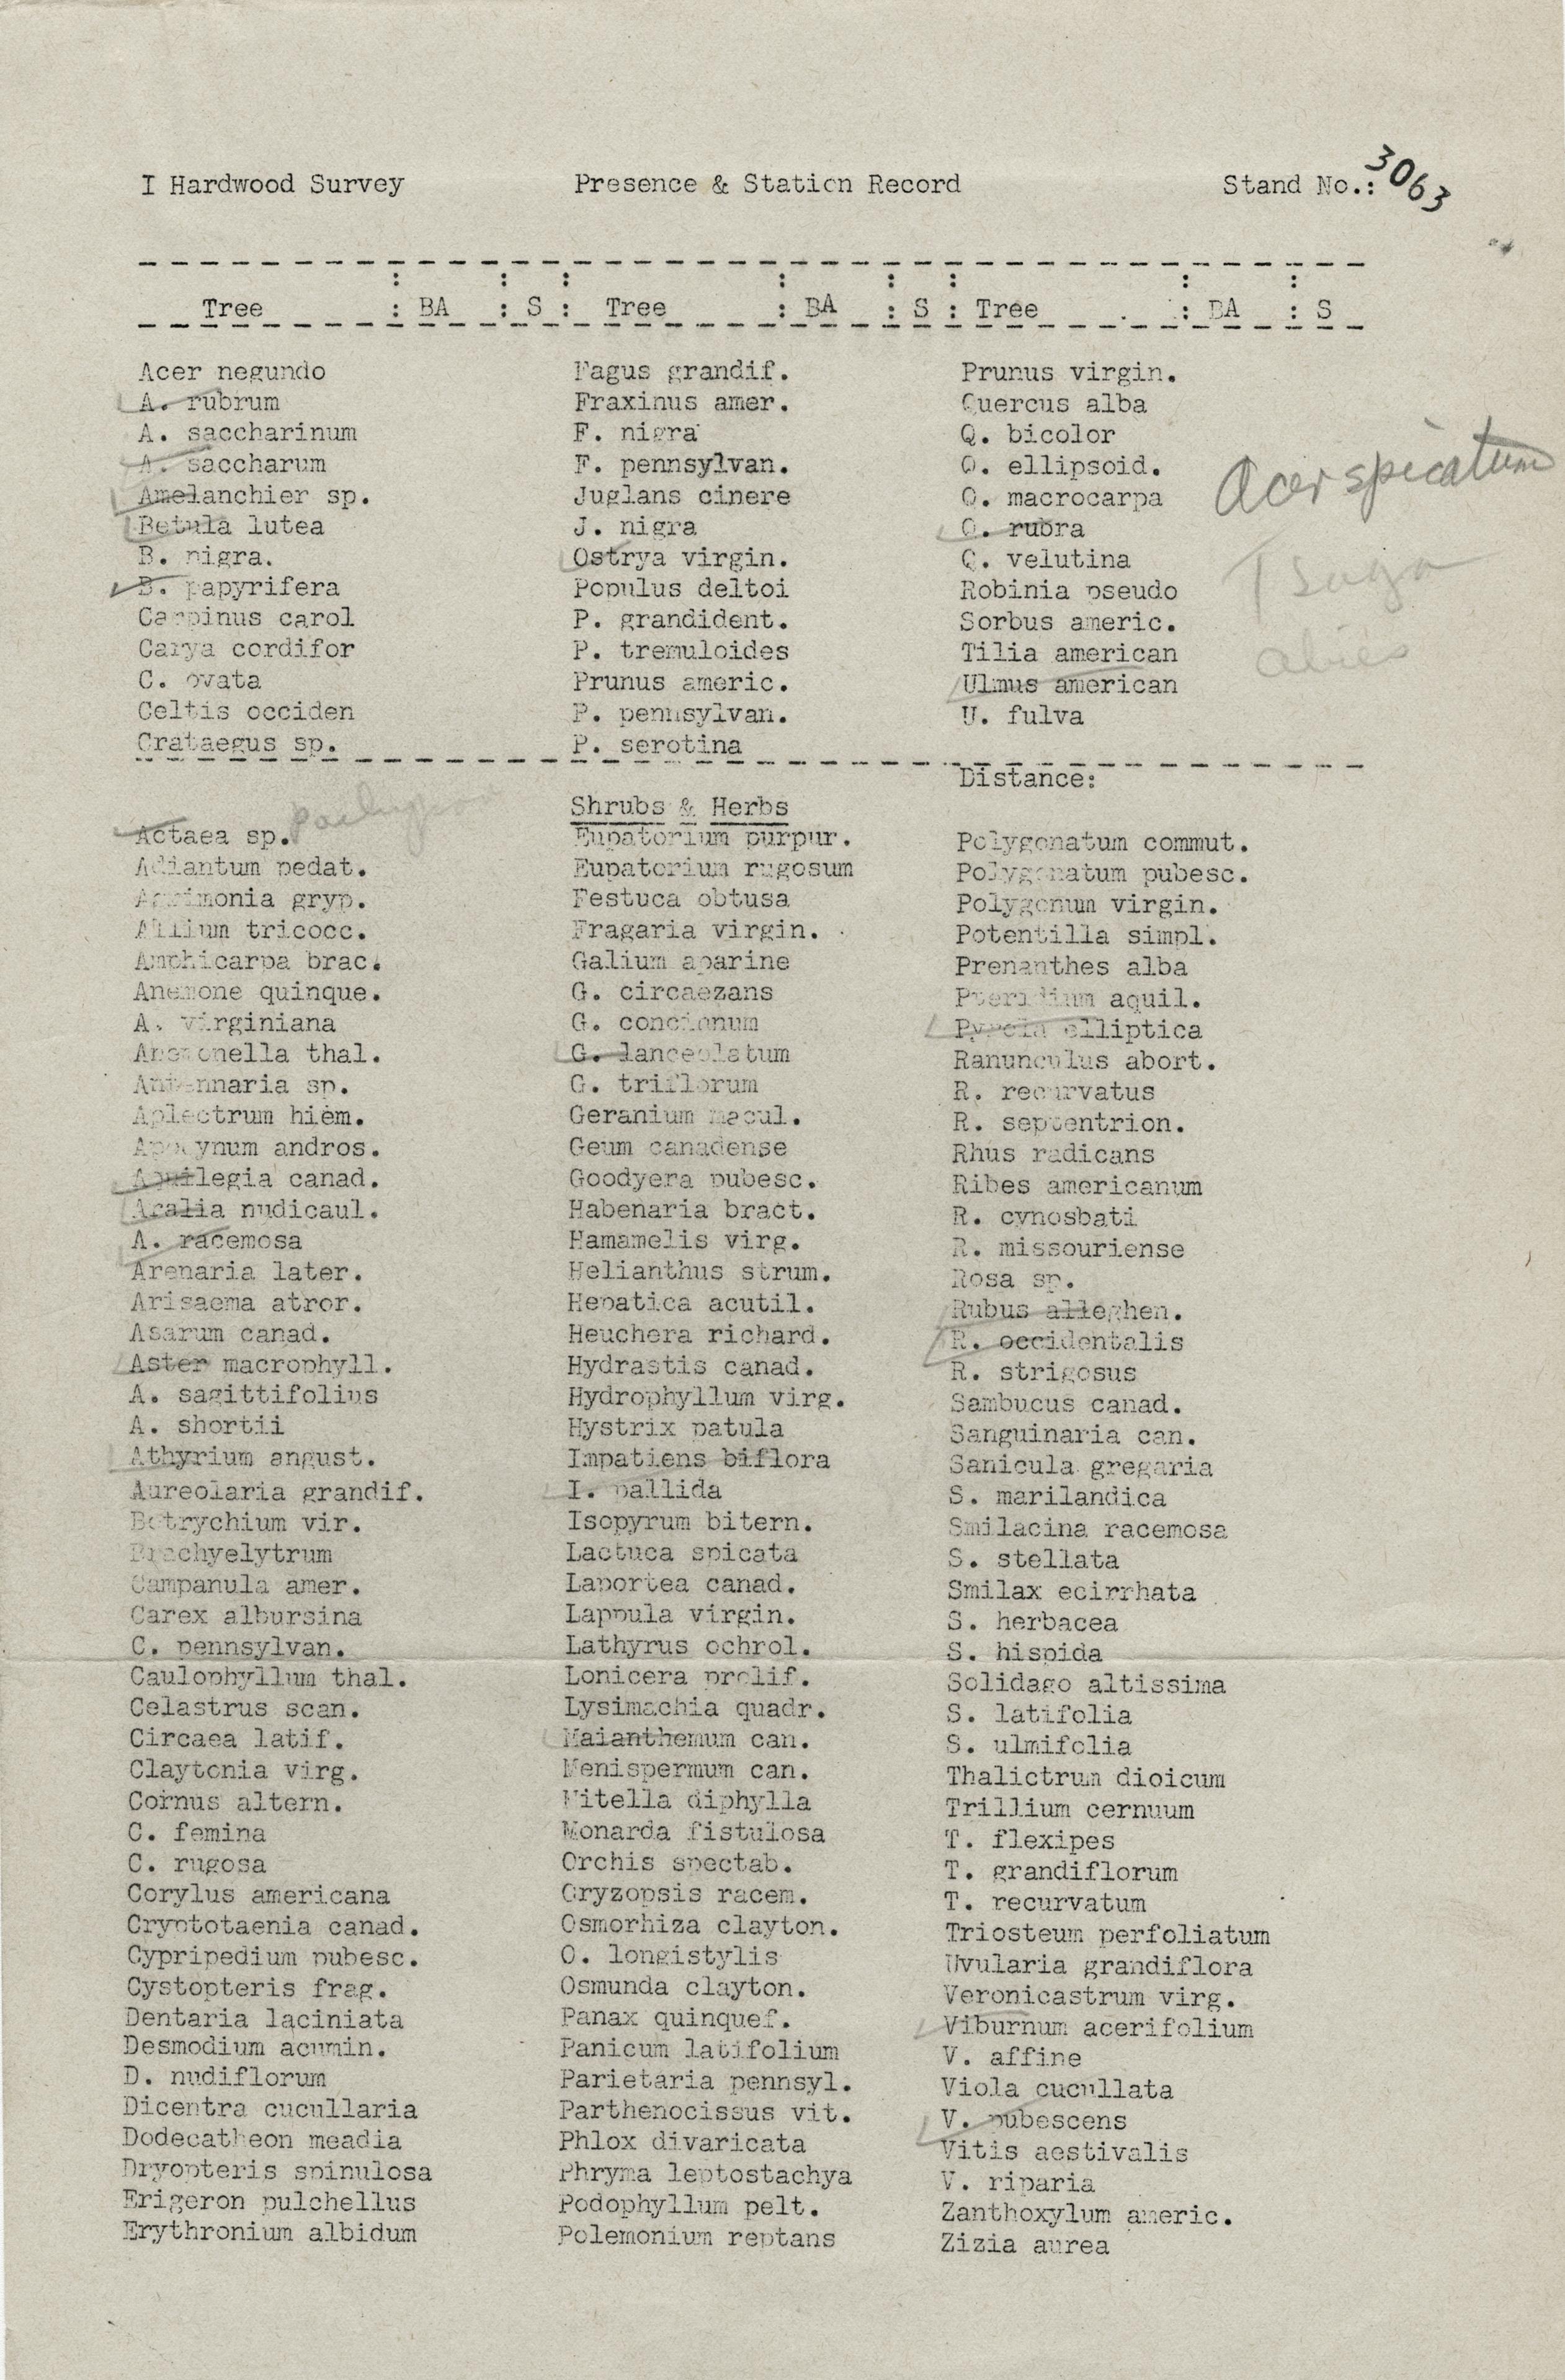 I Hardwood Survey Presence & Station Record Stand No.: 3063
Tree : BA : S : Tree : BA : S : Tree : BA : S
Acer negundo
A. rubrum
A. saccharinum
A. saccharum
Amelanchier sp.
Betula lutea
B. nigra.
B. papyrifera
Carpinus carol
Carya cordifor
C. ovata
Celtis occiden
Crataegus sp.
Fagus grandif.
Fraxinus amer.
F. nigra
F. pennsylvan.
Juglans cinere
J. nigra
Ostrya virgin.
Populus deltoi
P. grandident.
P. tremuloides
Prunus americ.
P. pennsylvan.
P. serotina
Prunus virgin.
Quercus alba
Q. bicolor
Q. ellipsoid.
Q. macrocarpa
Q. rubra
Q. velutina
Robinia pseudo
Sorbus americ.
Tilia american
Ulmus american
U. fulva
Acer spicatum
Tsuga
abies
Distance:
Shrubs & Herbs
Actaea sp.
Adiantum pedat.
Agrimonia gryp.
Allium tricocc.
Amphicarpa brac.
Anemone quinque.
A. virginiana
Anemonella thal.
Antennaria sp.
Aplectrum hiem.
Apocynum andros.
Aquilegia canad.
Aralia nudicaul.
A. racemosa
Arenaria later.
Arisaema atror.
Asarum canad.
Aster macrophyll.
A. sagittifolius
A. shortii
Athyrium angust.
Aureolaria grandif.
Botrychium vir.
Brachyelytrum
Campanula amer.
Carex albursina
C. pennsylvan.
Caulophyllum thal.
Celastrus scan.
Circaea latif.
Claytonia virg.
Cornus altern.
C. femina
C. rugosa
Corylus americana
Cryptotaenia canad.
Cypripedium pubesc.
Cystopteris frag.
Dentaria laciniata
Desmodium acumin.
D. nudiflorum
Dicentra cucullaria
Dodecatheon meadia
Dryopteris spinulosa
Erigeron pulchellus
Erythronium albidum
Eupatorium purpur.
Eupatorium rugosum
Festuca obtusa
Fragaria virgin.
Galium aparine
G. circaezans
G. concinnum
G. lanceolatum
G. triflorum
Geranium macul.
Geum canadense
Goodyera pubesc.
Habenaria bract.
Hamamelis virg.
Helianthus strum.
Hepatica acutil.
Heuchera richard.
Hydrastis canad.
Hydrophyllum virg.
Hystrix patula
Impatiens biflora
I. pallida
Isopyrum bitern.
Lactuca spicata
Laportea canad.
Lappula virgin.
Lathyrus ochrol.
Lonicera prolif.
Lysimachia quadr.
Maianthemum can.
Menispermum can.
Mitella diphylla
Monarda fistulosa
Orchis spectab.
Oryzopsis racem.
Osmorhiza clayton.
O. longistylis
Osmunda clayton.
Panax quinquef.
Panicum latifolium
Parietaria pennsyl.
Parthenocissus vit.
Phlox divaricata
Phryma leptostachya
Podophyllum pelt.
Polemonium reptans
Polygonatum commut.
Polygonatum pubesc.
Polygonum virgin.
Potentilla simpl.
Prenanthes alba
Pteridium aquil.
Pyrola elliptica
Ranunculus abort.
R. recurvatus
R. septentrion.
Rhus radicans
Ribes americanum
R. cynosbati
R. missouriense
Rosa sp.
Rubus alleghen.
R. occidentalis
R. strigosus
Sambucus canad.
Sanguinaria can.
Sanicula gregaria
S. marilandica
Smilacina racemosa
S. stellata
Smilax ecirrhata
S. herbacea
S. hispida
Solidago altissima
S. latifolia
S. ulmifolia
Thalictrum dioicum
Trillium cernuum
T. flexipes
T. grandiflorum
T. recurvatum
Triosteum perfoliatum
Uvularia grandiflora
Veronicastrum virg.
Viburnum acerifolium
V. affine
Viola cucullata
V. pubescens
Vitis aestivalis
V. riparia
Zanthoxylum americ.
Zizia aurea